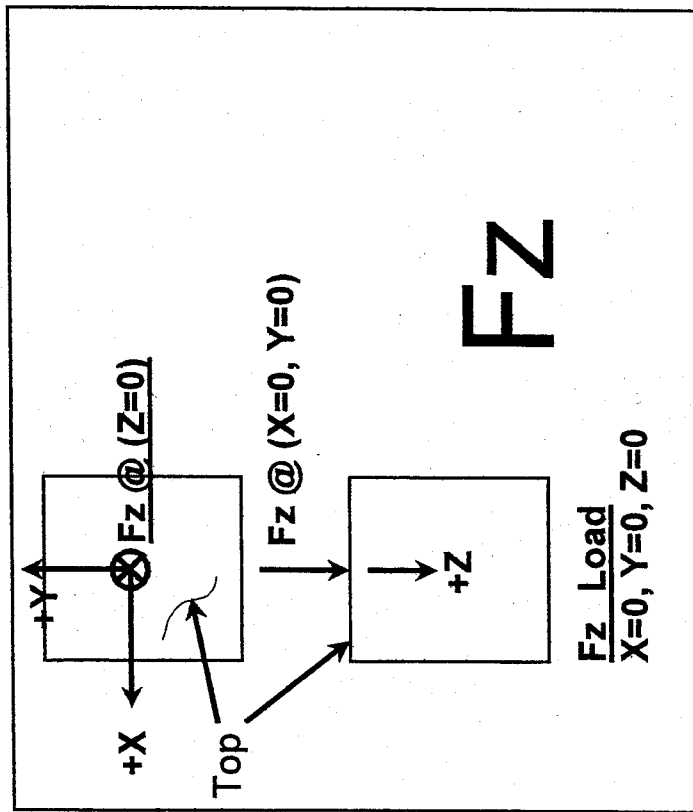 +Y
+X
Fz @ (Z=0)
Top
Fz @ (X=0, Y=0)
+Z
Fz Load
X=0, Y=0, Z=0
Fz